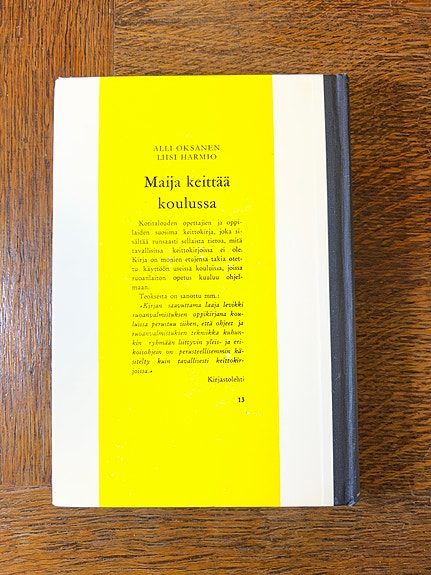 ALLI OKSANEN
LIISI HARMIO
Maija keittää
koulussa
Kotitalouden opettajien ja oppi-
laiden suosima keittokirja, joka si-
sältää runsaasti sellaista tietoa, mitä
tavallisissa keittokirjoissa ei ole.
Kirja on monien etujensa takia otet-
tu käyttöön useissa kouluissa, joissa
ruoanlaiton opetus kuuluu ohjel-
maan.
Teoksesta on sanottu mm.:
»Kirjan saavuttama laaja levikki
ruoanvalmistuksen oppikirjana kou-
luissa perustuu siihen, että ohjeet ja
ruoanvalmistuksen tekniikka kuhun-
kin ryhmään liittyvin yleis- ja eri-
koisohjein on perusteellisemmin kä-
sitelty kuin tavallisesti keittokir-
joissa.»
Kirjastolehti
13